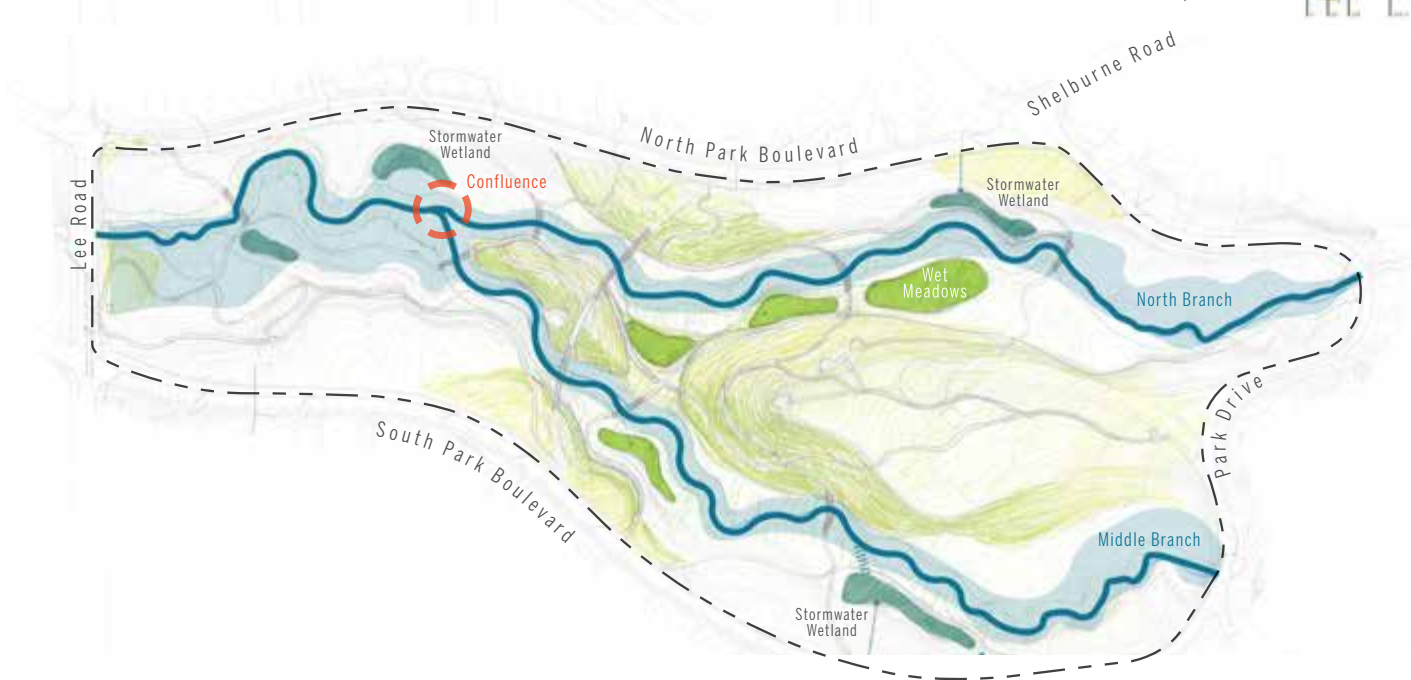 Shelburne Road
North Park Boulevard
Stormwater
Wetland
Confluence
Stormwater
Wetland
Lee Road
Wet
Meadows
North Branch
Park Drive
South Park Boulevard
Middle Branch
Stormwater
Wetland